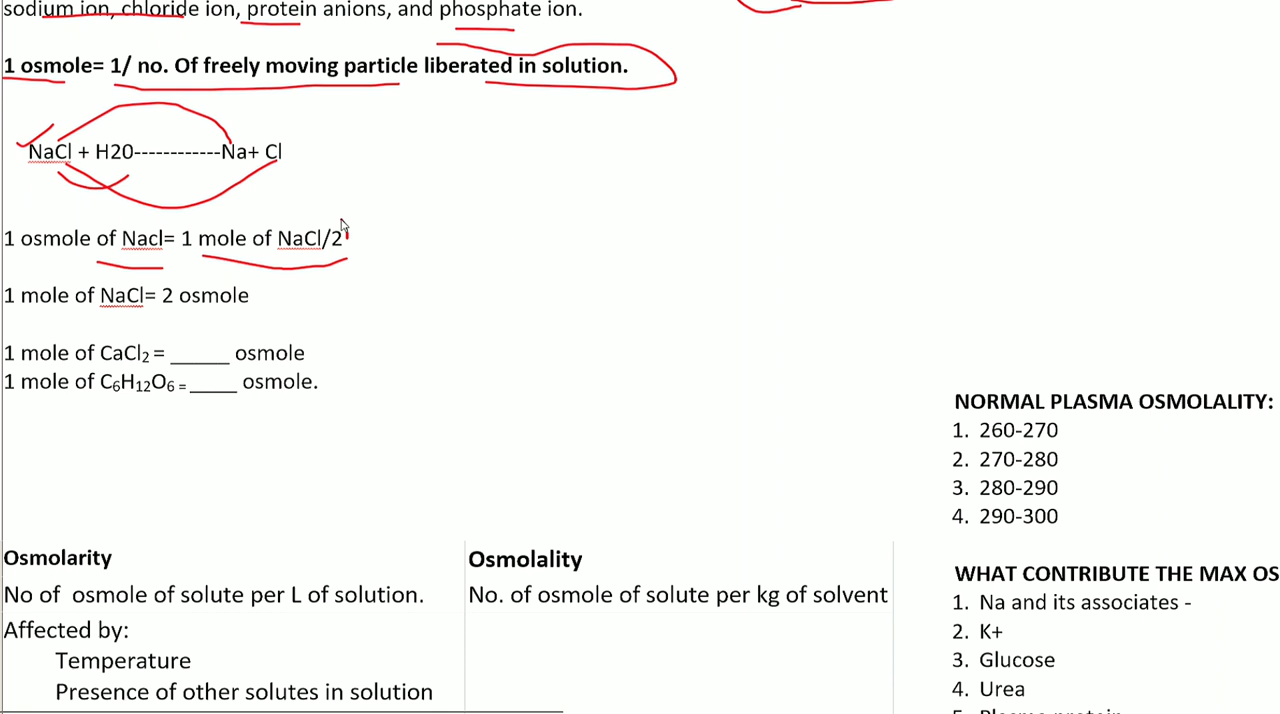 sodium ion, chloride ion, protein anions, and phosphate ion.
1 osmole= 1/ no. Of freely moving particle liberated in solution.
NaCl + H20------------Na+ Cl
1 osmole of Nacl= 1 mole of NaCl/2
1 mole of NaCl= 2 osmole
1 mole of CaCl2 = ______ osmole
1 mole of C6H12O6 = _____ osmole.
NORMAL PLASMA OSMOLALITY:
1. 260-270
2. 270-280
3. 280-290
4. 290-300
Osmolarity
No of osmole of solute per L of solution.
Affected by:
Temperature
Presence of other solutes in solution
Osmolality
No. of osmole of solute per kg of solvent
WHAT CONTRIBUTE THE MAX OS
1. Na and its associates -
2. K+
3. Glucose
4. Urea
5. Plasma protein